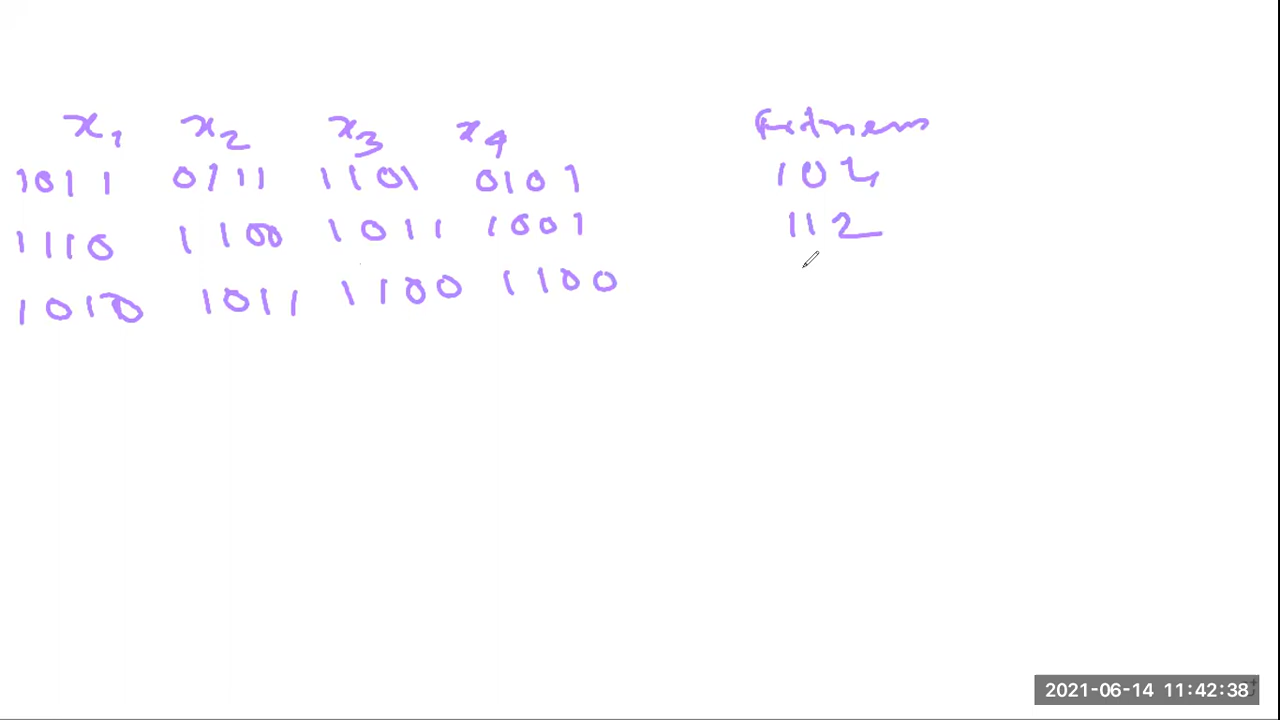 x1 x2 x3 x4 Fitness
1011 0111 1101 0101 102
1110 1100 1011 1001 112
1010 1011 1100 1100
2021-06-14 11:42:38